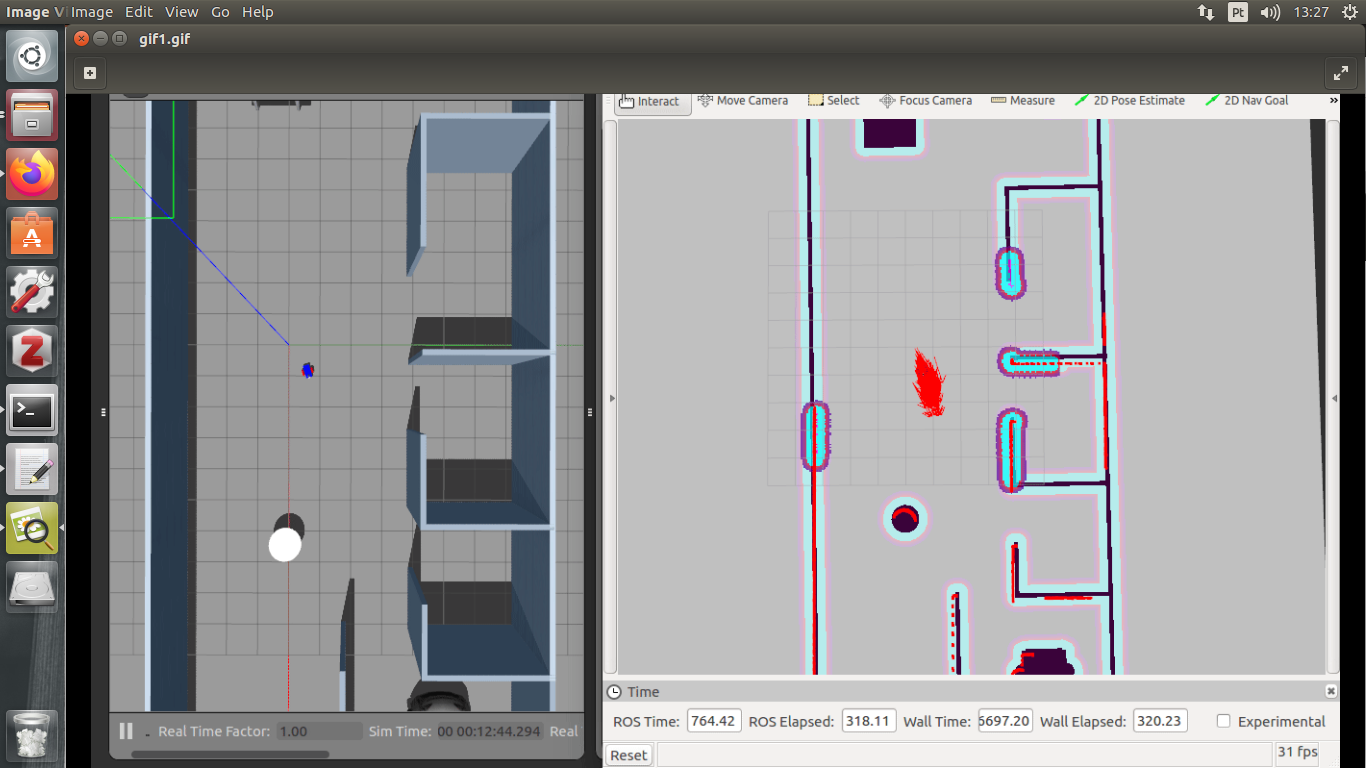 Image Vi Image Edit View Go Help Pt 13:27
gif1.gif
Interact Move Camera Select Focus Camera Measure 2D Pose Estimate 2D Nav Goal »
Time
ROS Time: 764.42 ROS Elapsed: 318.11 Wall Time: 5697.20 Wall Elapsed: 320.23 Experimental
Real Time Factor: 1.00 Sim Time: 00 00:12:44.294 Real
Reset 31 fps